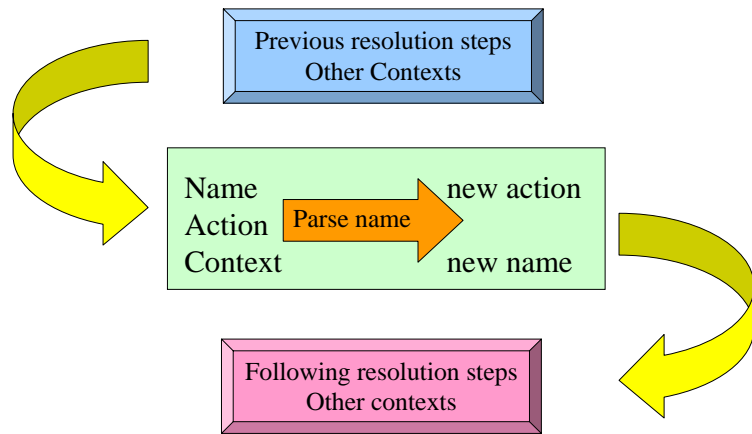 Previous resolution steps
Other Contexts
Name
Action
Context
Parse name
new action
new name
Following resolution steps
Other contexts